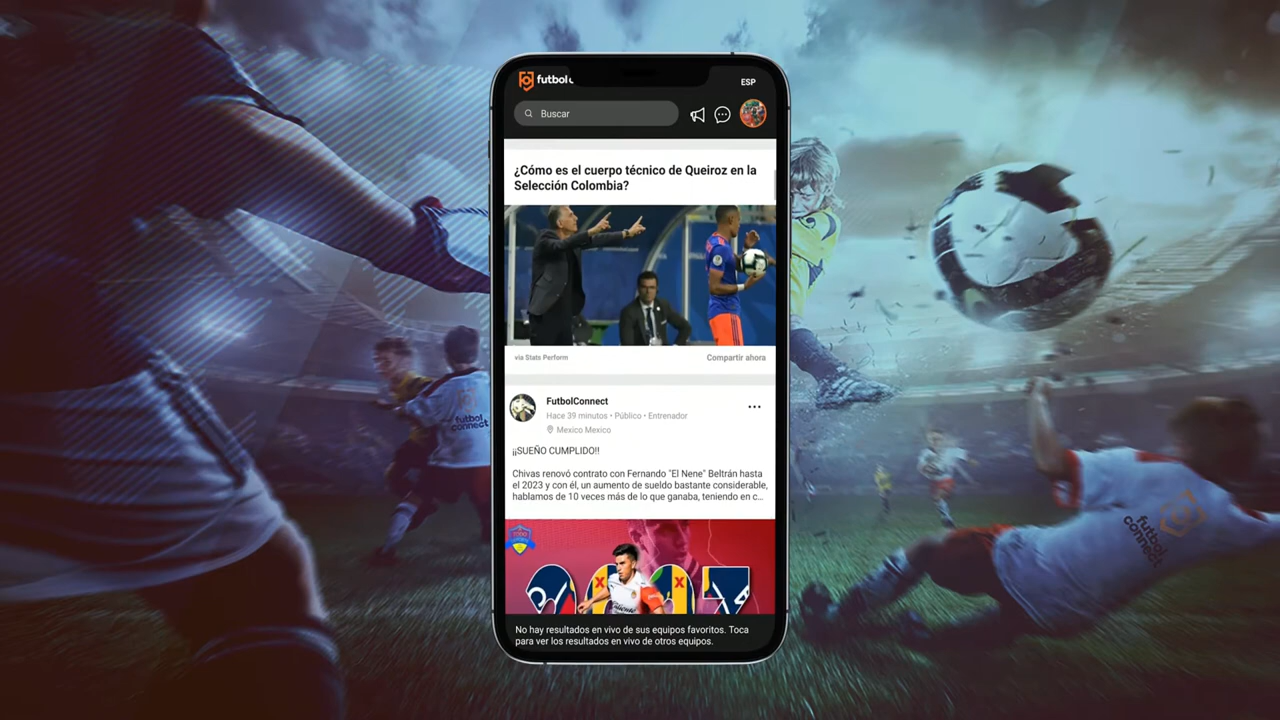 futbol
ESP
Buscar
¿Cómo es el cuerpo técnico de Queiroz en la
Selección Colombia?
via Stats Perform
Compartir ahora
FutbolConnect
Hace 39 minutos • Público • Entrenador
Mexico Mexico
¡¡SUEÑO CUMPLIDO!!
Chivas renovó contrato con Fernando "El Nene" Beltrán hasta
el 2023 y con él, un aumento de sueldo bastante considerable,
hablamos de 10 veces más de lo que ganaba, teniendo en c...
No hay resultados en vivo de sus equipos favoritos. Toca
para ver los resultados en vivo de otros equipos.
futbol
connect
futbol
connect